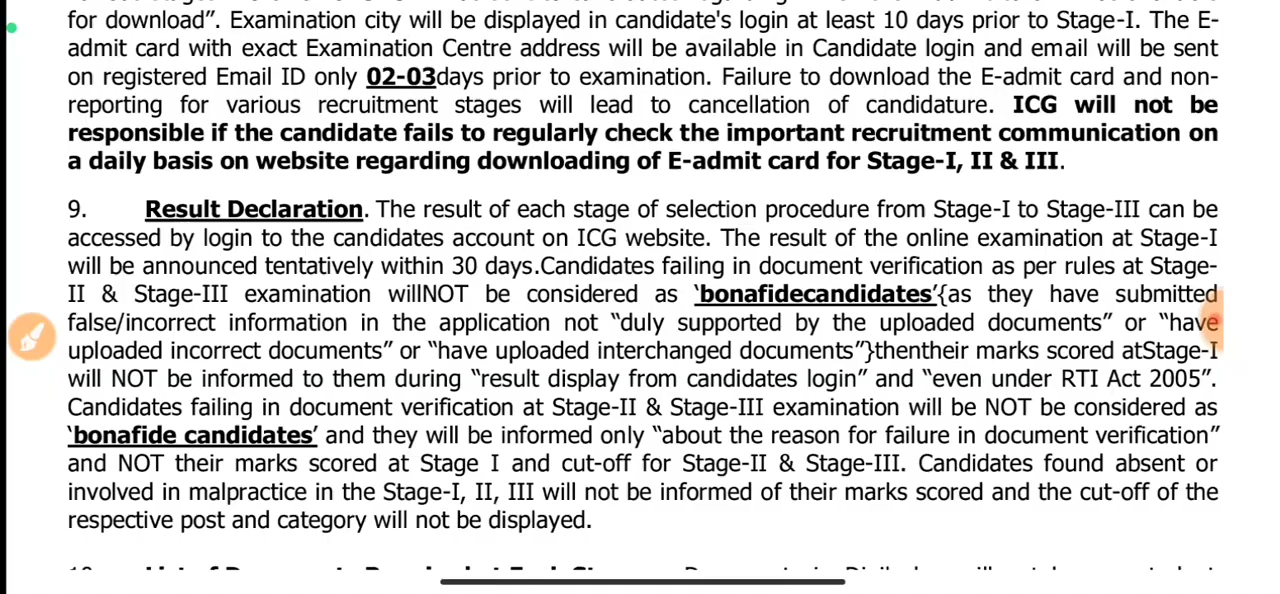 for download”. Examination city will be displayed in candidate's login at least 10 days prior to Stage-I. The E-
admit card with exact Examination Centre address will be available in Candidate login and email will be sent
on registered Email ID only 02-03days prior to examination. Failure to download the E-admit card and non-
reporting for various recruitment stages will lead to cancellation of candidature. ICG will not be
responsible if the candidate fails to regularly check the important recruitment communication on
a daily basis on website regarding downloading of E-admit card for Stage-I, II & III.
9. Result Declaration. The result of each stage of selection procedure from Stage-I to Stage-III can be
accessed by login to the candidates account on ICG website. The result of the online examination at Stage-I
will be announced tentatively within 30 days.Candidates failing in document verification as per rules at Stage-
II & Stage-III examination willNOT be considered as ‘bonafidecandidates’{as they have submitted
false/incorrect information in the application not “duly supported by the uploaded documents” or “have
uploaded incorrect documents” or “have uploaded interchanged documents”}thentheir marks scored atStage-I
will NOT be informed to them during “result display from candidates login” and “even under RTI Act 2005”.
Candidates failing in document verification at Stage-II & Stage-III examination will be NOT be considered as
‘bonafide candidates’ and they will be informed only “about the reason for failure in document verification”
and NOT their marks scored at Stage I and cut-off for Stage-II & Stage-III. Candidates found absent or
involved in malpractice in the Stage-I, II, III will not be informed of their marks scored and the cut-off of the
respective post and category will not be displayed.